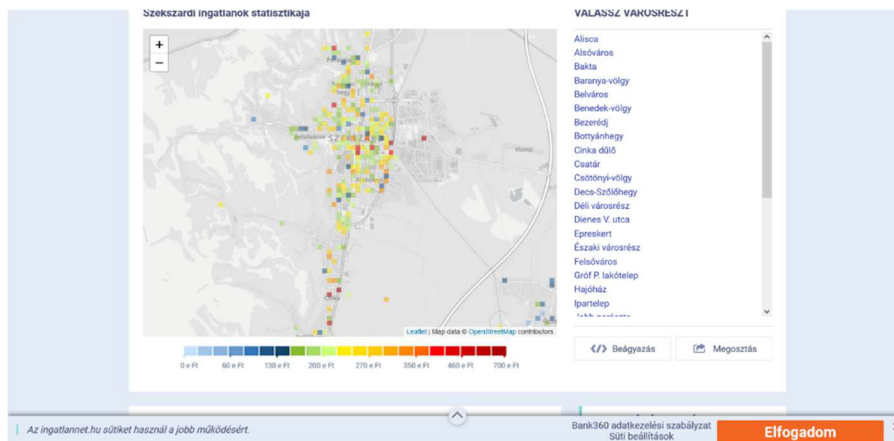 Szekszárdi ingatlanok statisztikája
+
−
SZEKSZÁRD
Leaflet | Map data © OpenStreetMap contributors
0 e Ft 60 e Ft 130 e Ft 200 e Ft 270 e Ft 350 e Ft 460 e Ft 700 e Ft
VÁLASSZ VÁROSRÉSZT
Alisca
Alsóváros
Bakta
Baranya-völgy
Belváros
Benedek-völgy
Bezerédj
Bottyánhegy
Cinka dűlő
Csatár
Csötönyi-völgy
Decs-Szőlőhegy
Déli városrész
Dienes V. utca
Epreskert
Északi városrész
Felsőváros
Gróf P. lakótelep
Hajóház
Ipartelep
</> Beágyazás
Megosztás
Az ingatlannet.hu sütiket használ a jobb működésért.
Bank360 adatkezelési szabályzat
Süti beállítások
Elfogadom